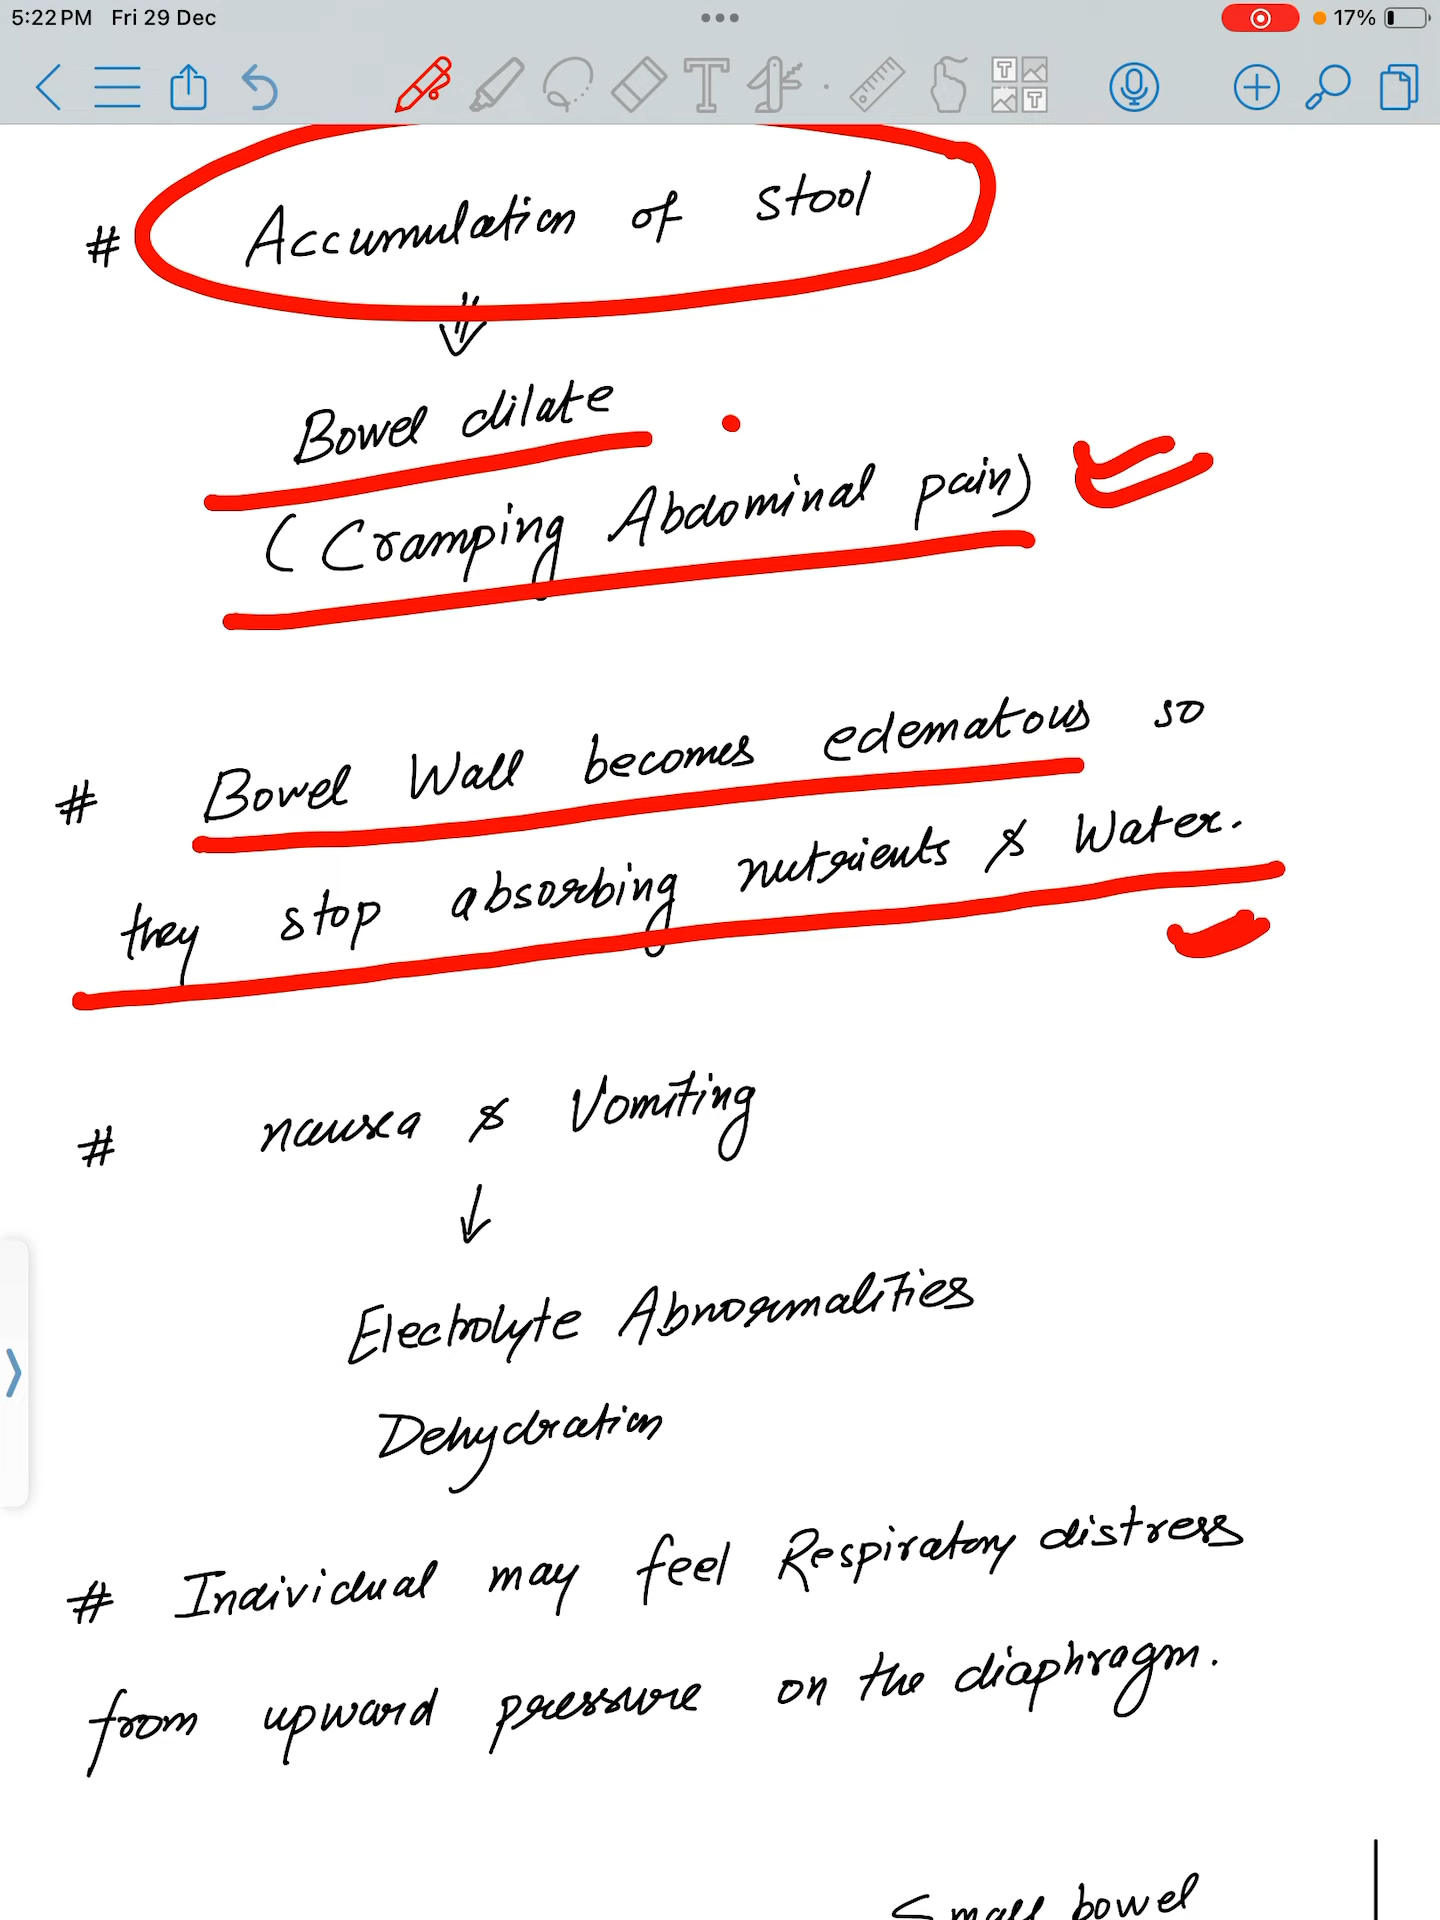 5:22 PM Fri 29 Dec
17%
# Accumulation of stool
Bowel dilate
(Cramping Abdominal pain)
# Bowel Wall becomes edematous so
they stop absorbing nutrients & Water.
# nausea & Vomiting
Electrolyte Abnormalities
Dehydration
# Individual may feel Respiratory distress
from upward pressure on the diaphragm.
Small bowel